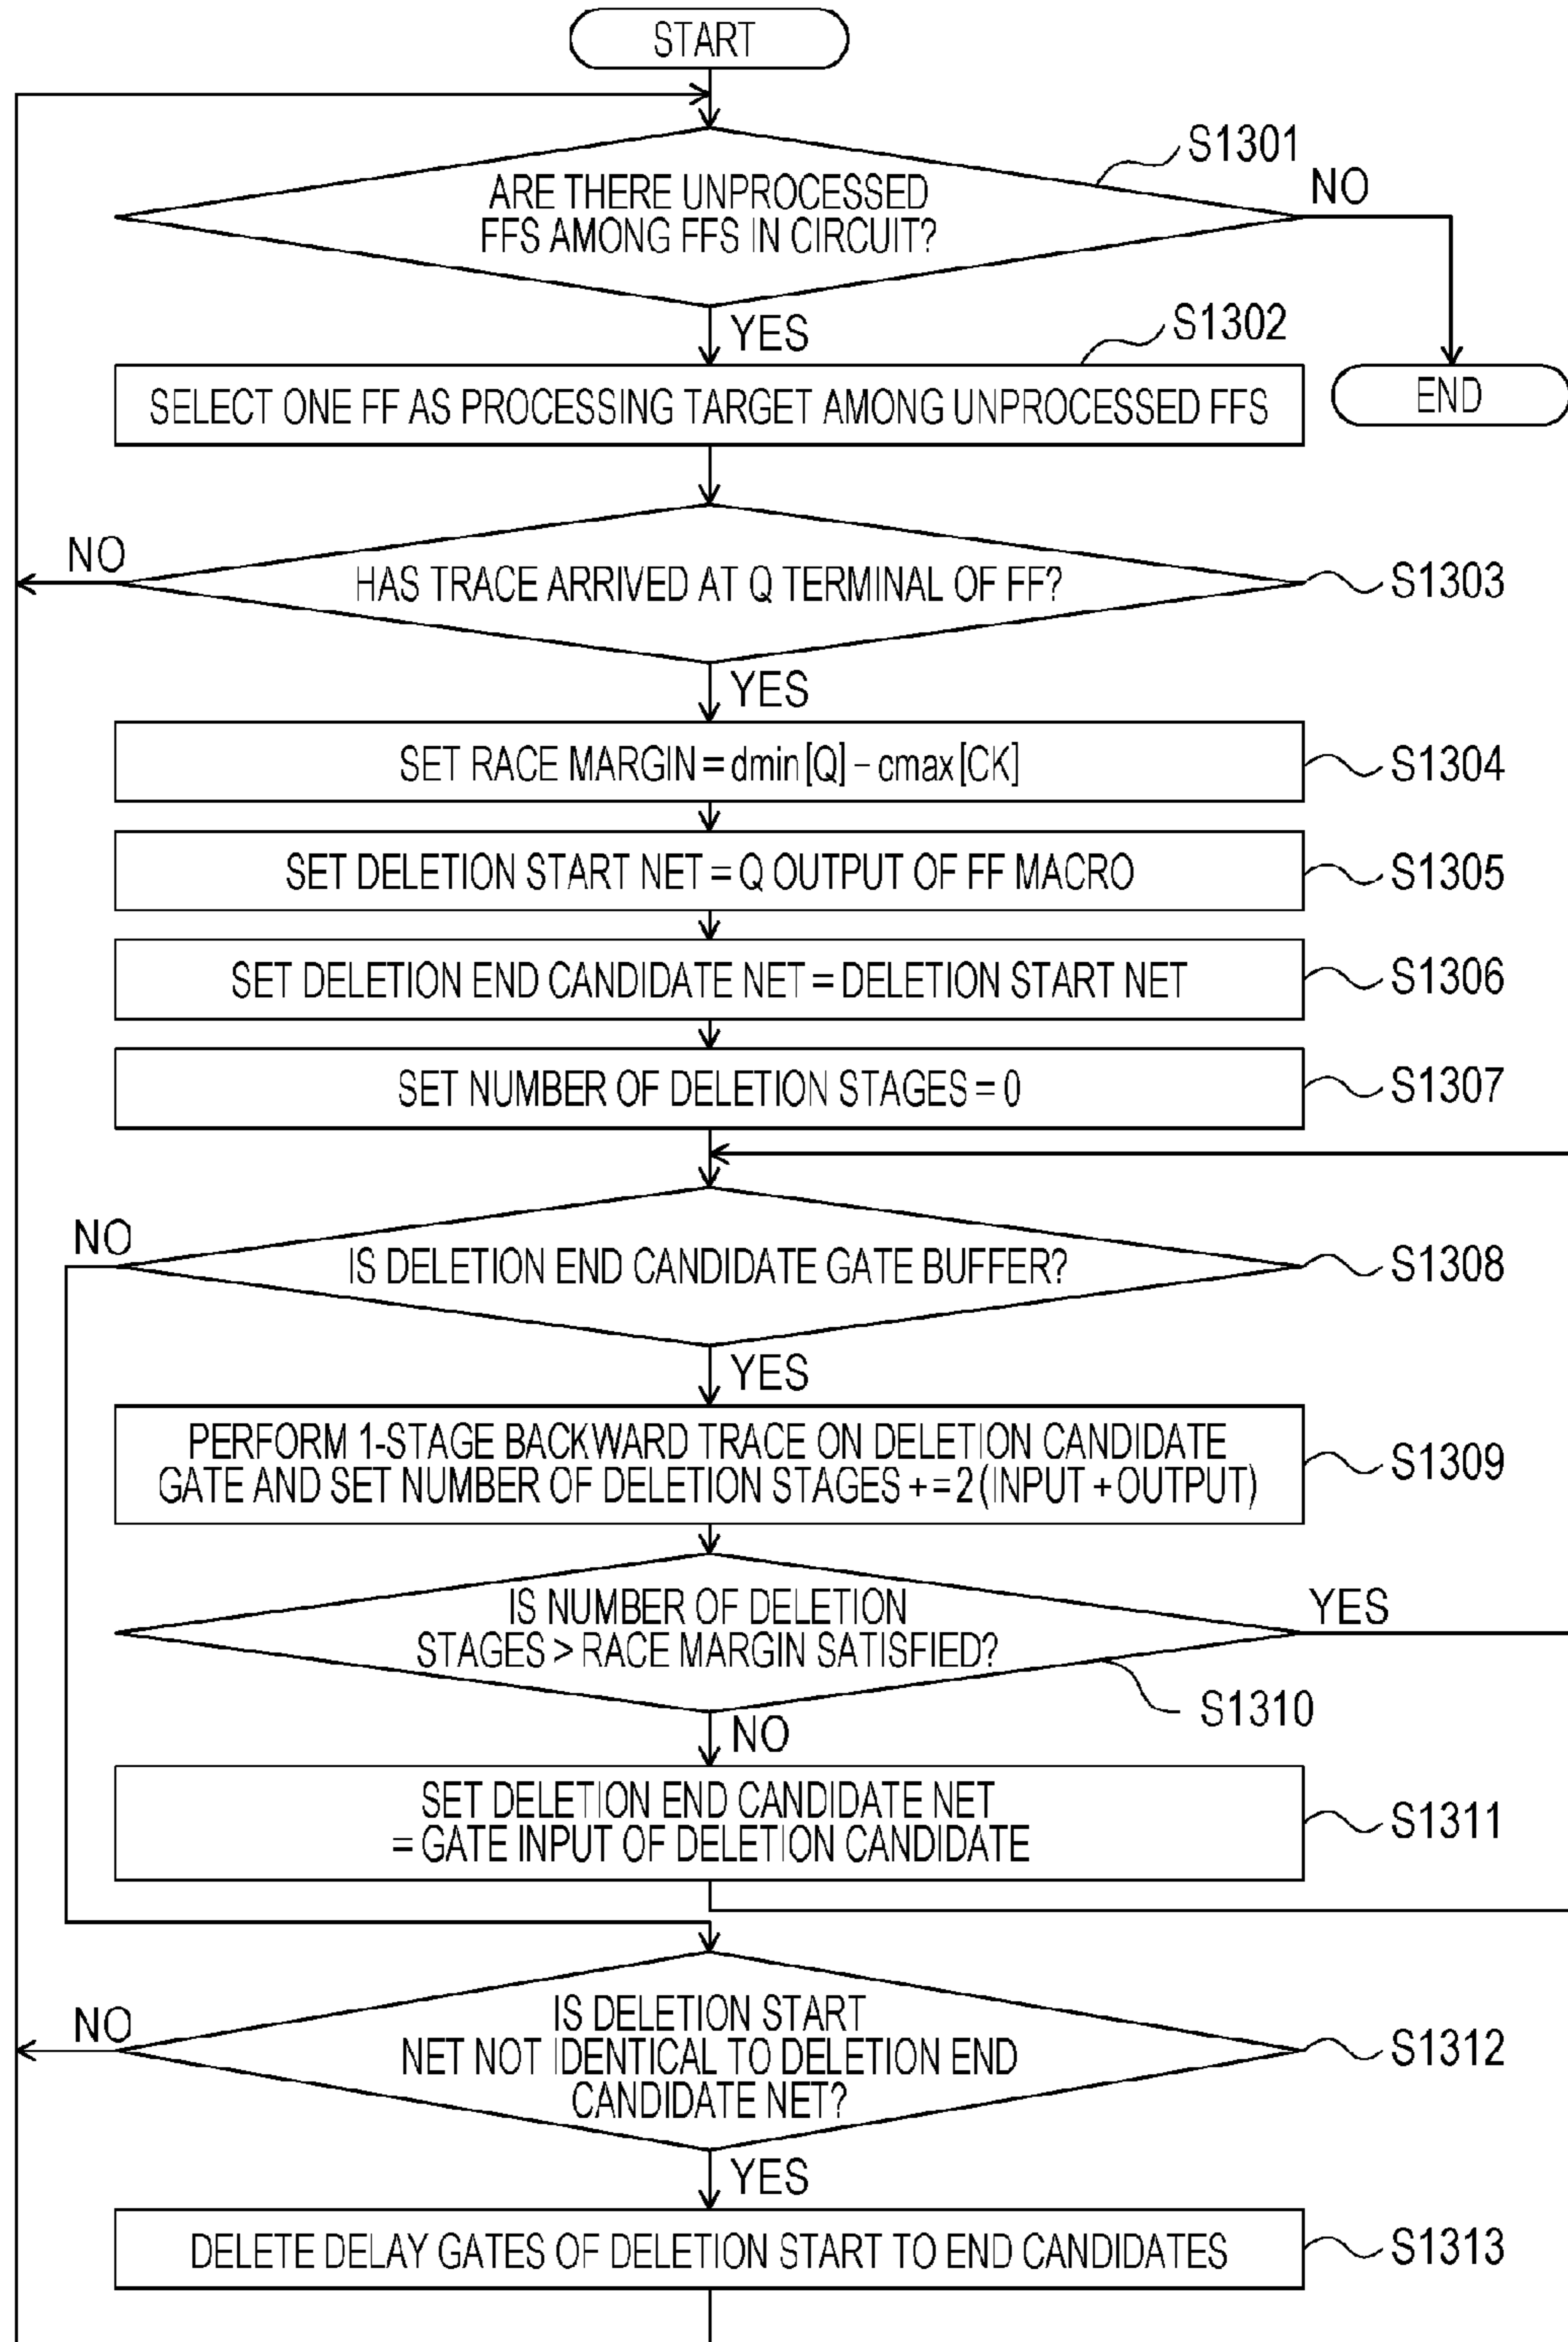 START
S1301
ARE THERE UNPROCESSED
FFS AMONG FFS IN CIRCUIT?
NO
YES
S1302
SELECT ONE FF AS PROCESSING TARGET AMONG UNPROCESSED FFS
END
NO
HAS TRACE ARRIVED AT Q TERMINAL OF FF?
S1303
YES
SET RACE MARGIN = dmin[Q] – cmax[CK]
S1304
SET DELETION START NET = Q OUTPUT OF FF MACRO
S1305
SET DELETION END CANDIDATE NET = DELETION START NET
S1306
SET NUMBER OF DELETION STAGES = 0
S1307
NO
IS DELETION END CANDIDATE GATE BUFFER?
S1308
YES
PERFORM 1-STAGE BACKWARD TRACE ON DELETION CANDIDATE
GATE AND SET NUMBER OF DELETION STAGES + = 2 (INPUT + OUTPUT)
S1309
IS NUMBER OF DELETION
STAGES > RACE MARGIN SATISFIED?
YES
S1310
NO
SET DELETION END CANDIDATE NET
= GATE INPUT OF DELETION CANDIDATE
S1311
NO
IS DELETION START
NET NOT IDENTICAL TO DELETION END
CANDIDATE NET?
S1312
YES
DELETE DELAY GATES OF DELETION START TO END CANDIDATES
S1313